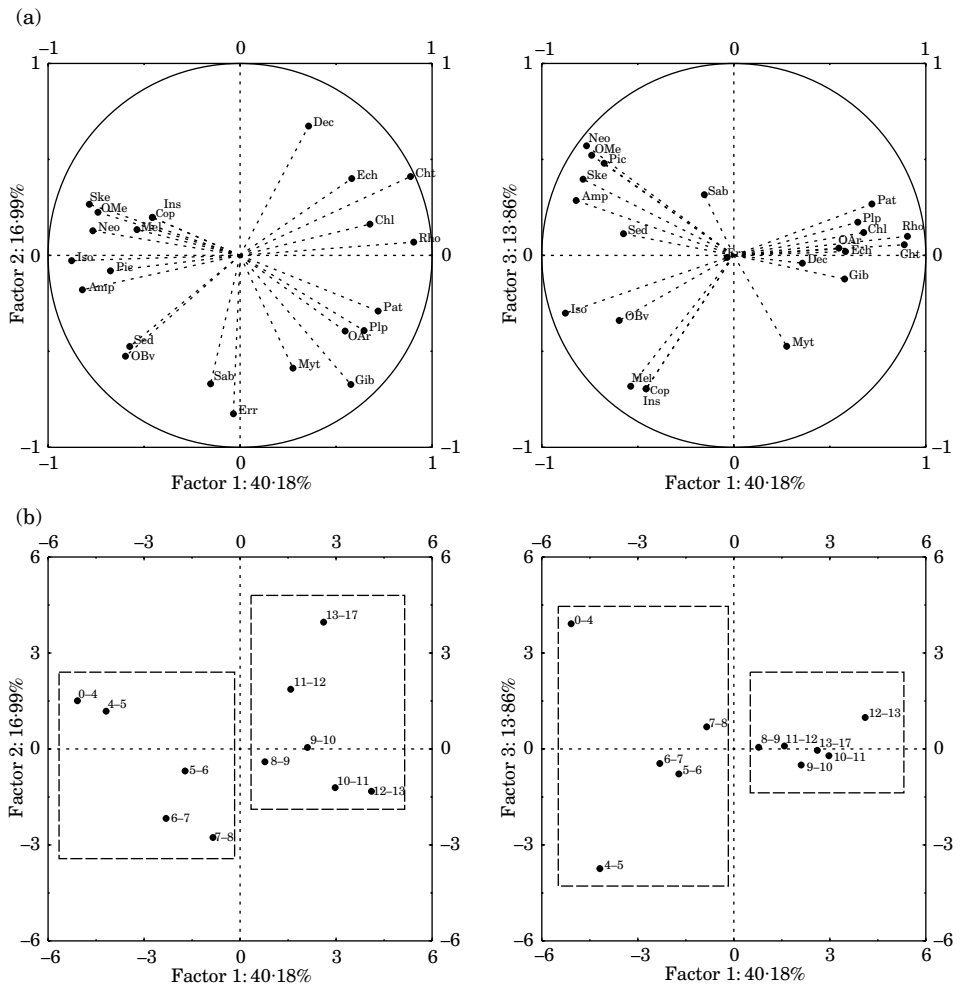 (a)
−1 0 1 −1 0 1
1 1 1 1
Dec
Neo
OMe
Pic
Ech Cht
Ske Sab
Ske Ins
OMe Cop
Amp Pat
Neo Mel Chl
Sed Plp Chl Rho
Rho OAr Ech
0 0 0 Err 0
Iso Pic Dec Cht
Amp Gib
Pat
Iso OBv
Plp
OAr
Sed
OBv Myt
Sab Myt Gib
Mel Cop
Err Ins
−1 −1 −1 −1
−1 0 1 −1 0 1
Factor 1: 40·18% Factor 1: 40·18%
Factor 2: 16·99% Factor 3: 13·86%
(b)
−6 −3 0 3 6 −6 −3 0 3 6
6 6 6 6
13–17 0–4
3 3 3 3
11–12
0–4 4–5
12–13
7–8
9–10 8–9 11–12 13–17
0 0 0 0
8–9 6–7 10–11
5–6 5–6 9–10
10–11 12–13
6–7
7–8
−3 −3 −3 −3
4–5
−6 −6 −6 −6
−6 −3 0 3 6 −6 −3 0 3 6
Factor 1: 40·18% Factor 1: 40·18%
Factor 2: 16·99% Factor 3: 13·86%